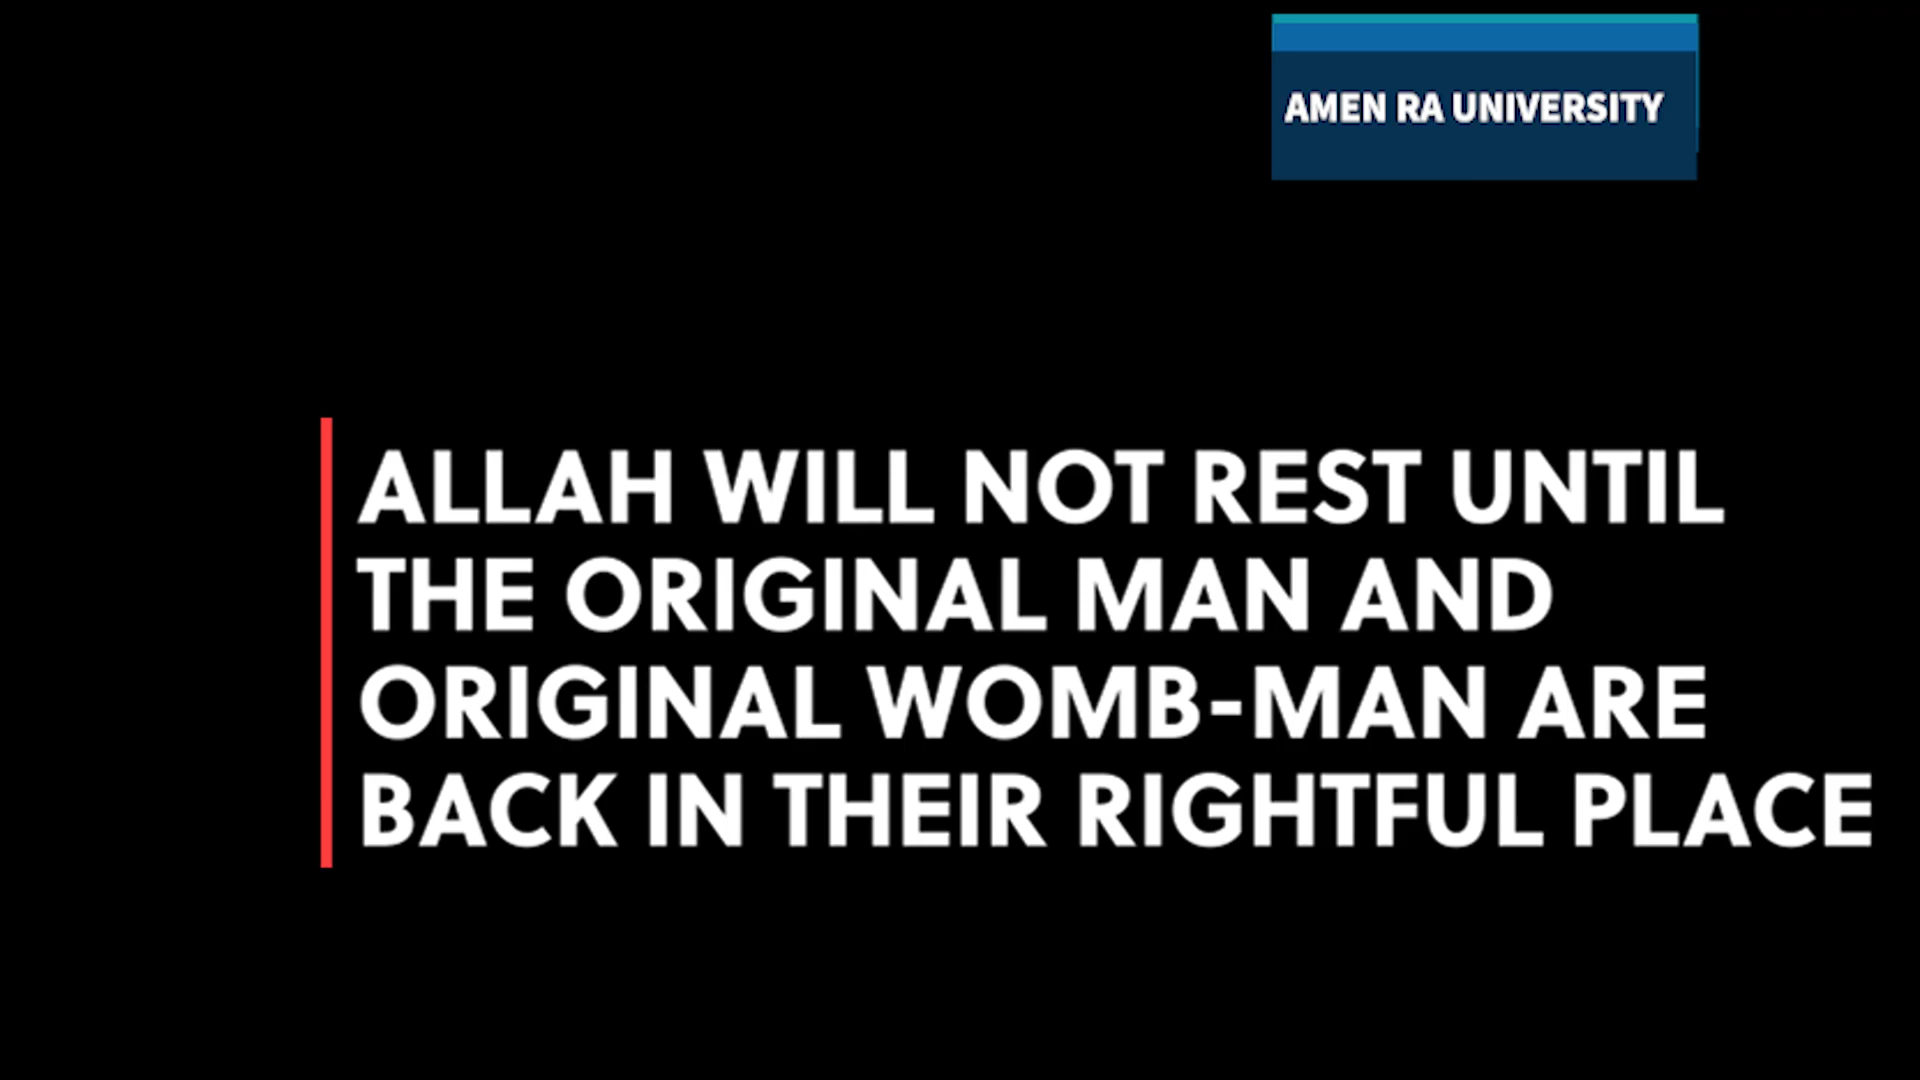 AMEN RA UNIVERSITY
ALLAH WILL NOT REST UNTIL
THE ORIGINAL MAN AND
ORIGINAL WOMB-MAN ARE
BACK IN THEIR RIGHTFUL PLACE